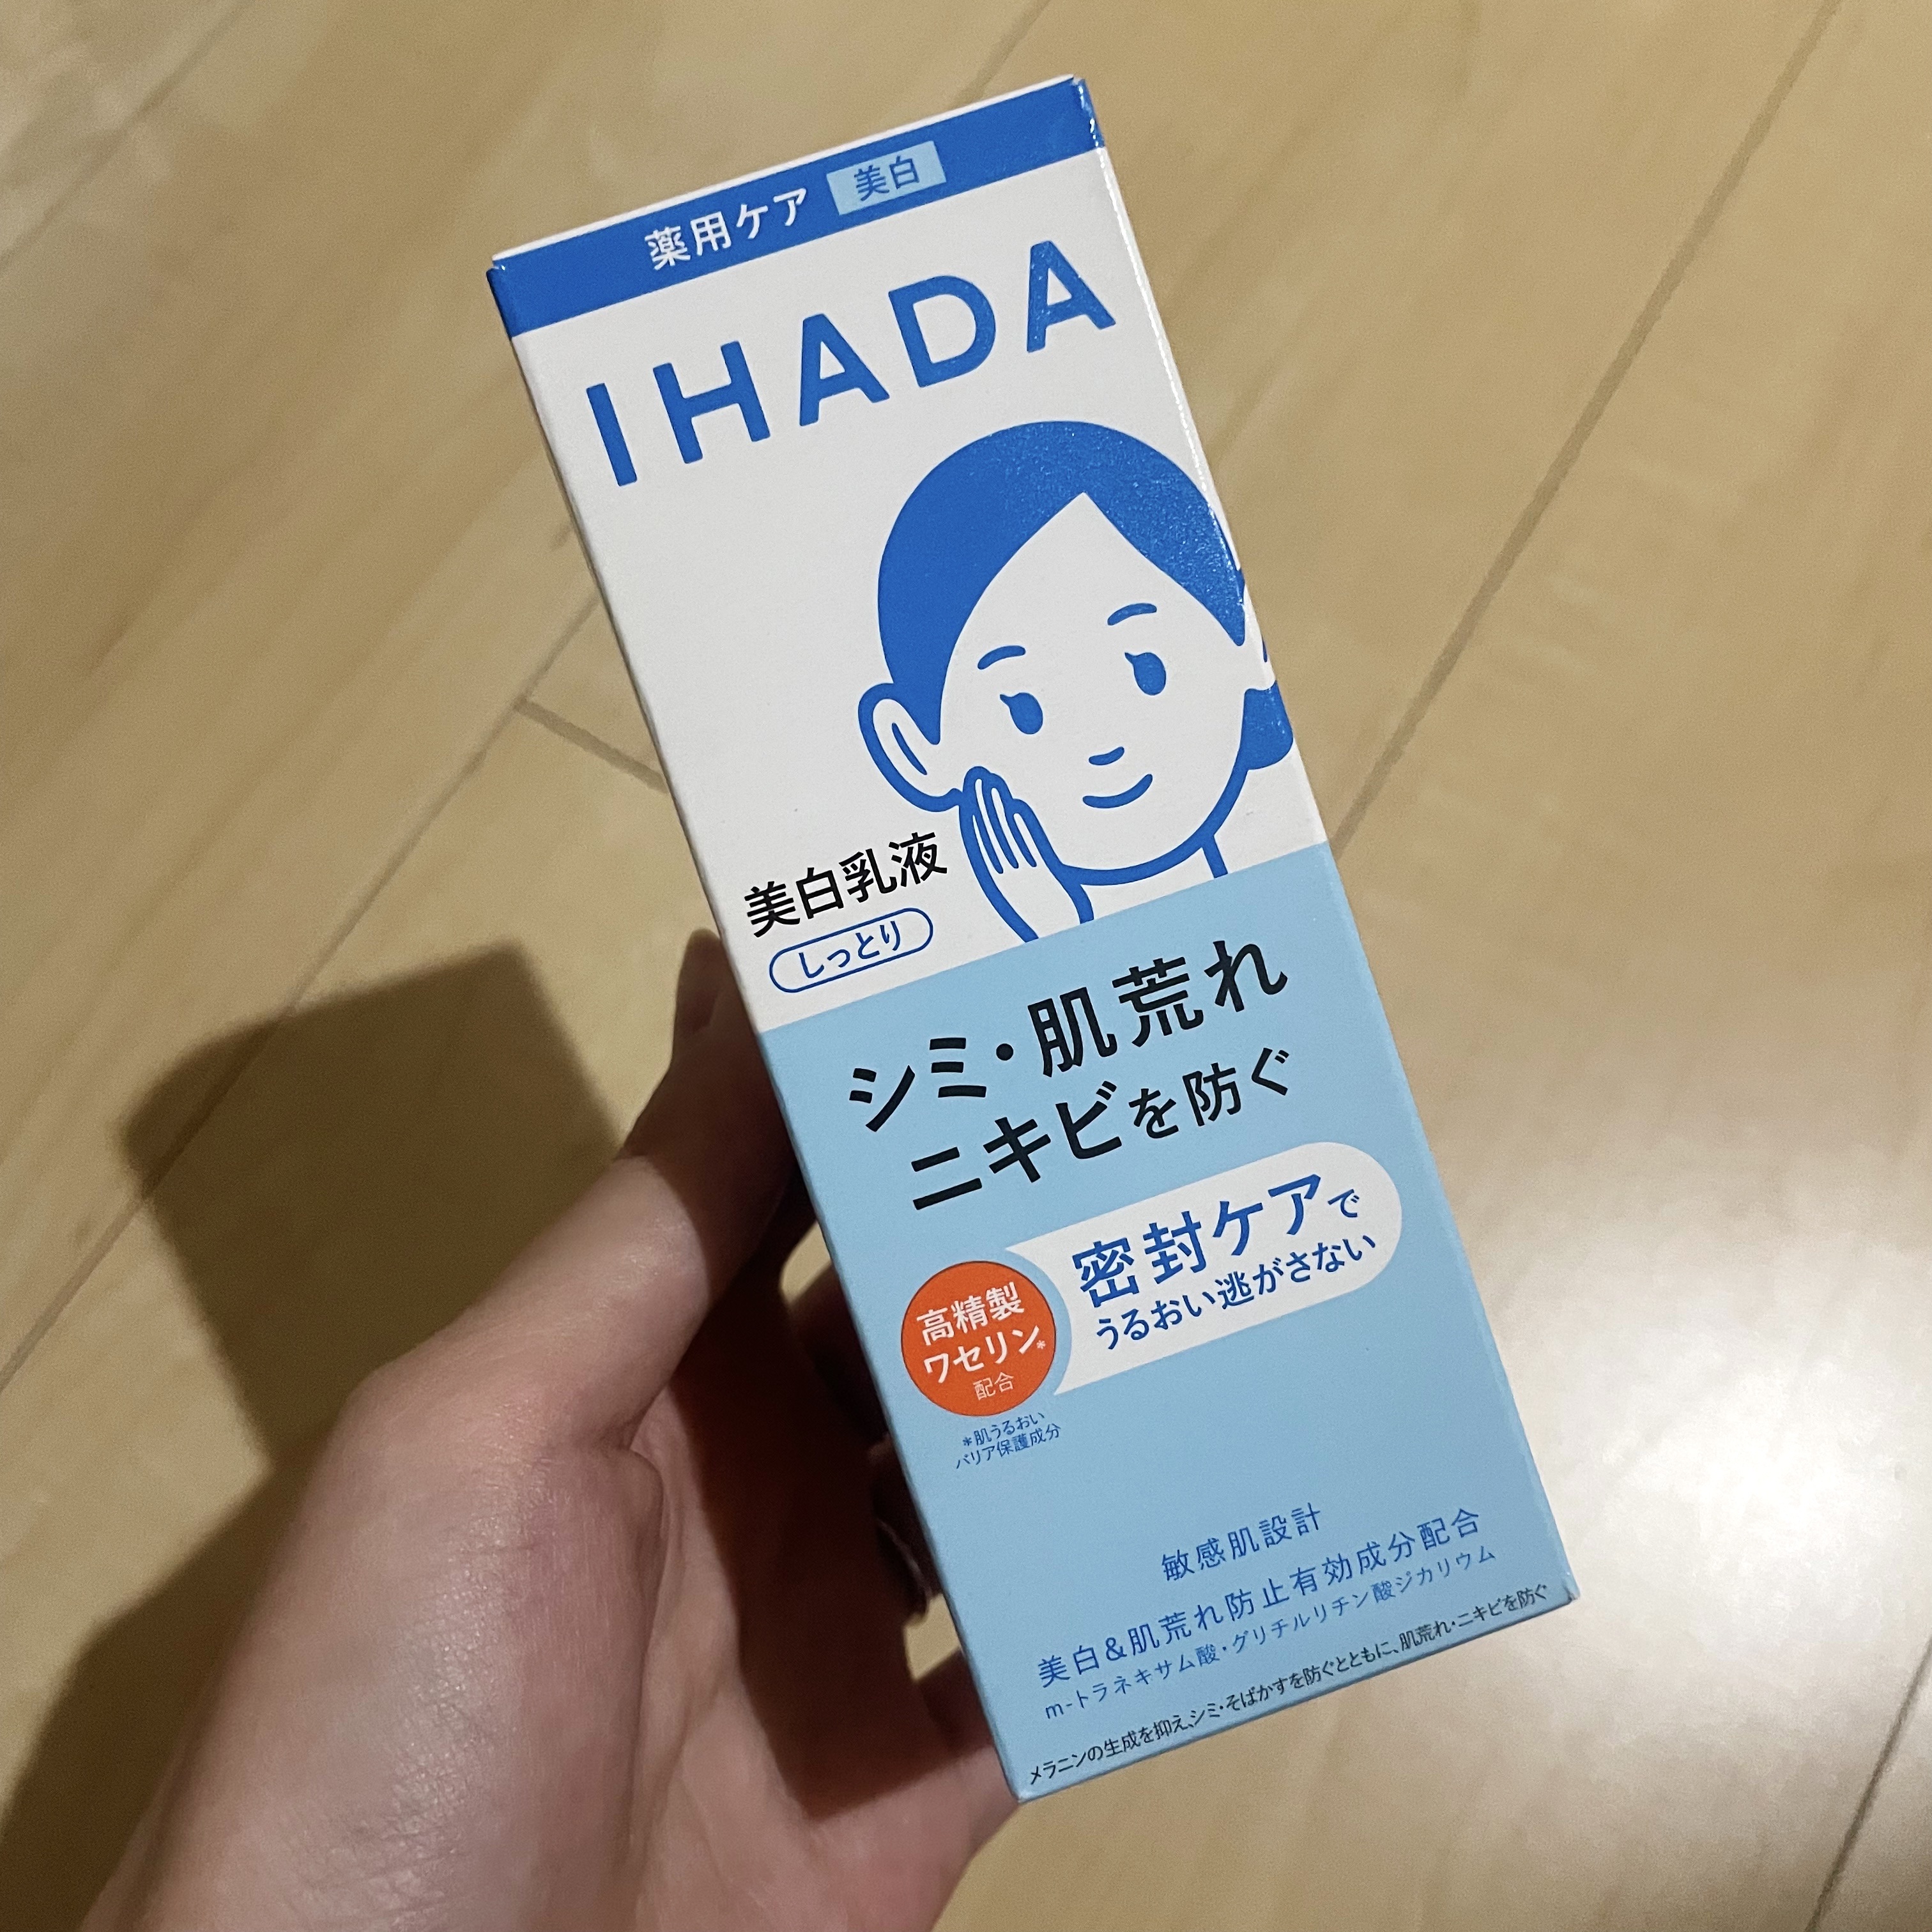 薬用ケア 美白
IHADA
美白乳液
しっとり
シミ・肌荒れ
ニキビを防ぐ
密封ケアで
うるおい逃がさない
高精製
ワセリン*
配合
*肌うるおい
バリア保護成分
敏感肌設計
美白&肌荒れ防止有効成分配合
m-トラネキサム酸・グリチルリチン酸ジカリウム
メラニンの生成を抑え、シミ・そばかすを防ぐとともに、肌荒れ・ニキビを防ぐ